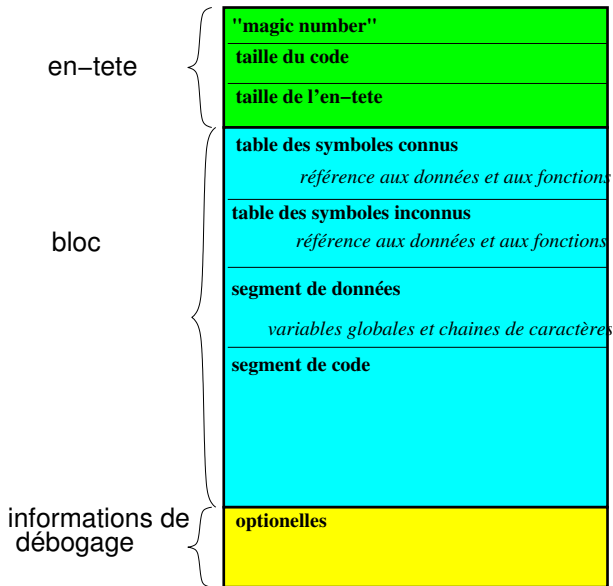 en−tete
"magic number"
taille du code
taille de l'en−tete
bloc
table des symboles connus
référence aux données et aux fonctions
table des symboles inconnus
référence aux données et aux fonctions
segment de données
variables globales et chaines de caractères
segment de code
informations de
débogage
optionelles